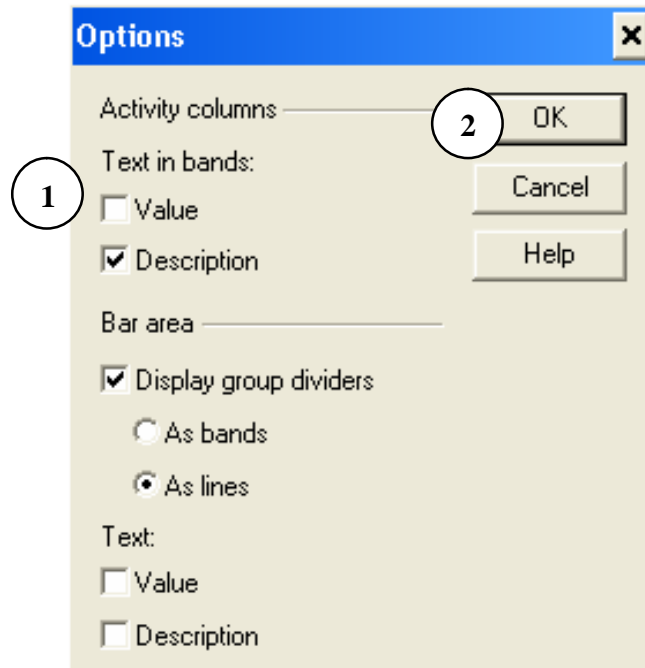 Options
Activity columns
2
OK
Text in bands:
1
Value
Cancel
Description
Help
Bar area
Display group dividers
As bands
As lines
Text:
Value
Description